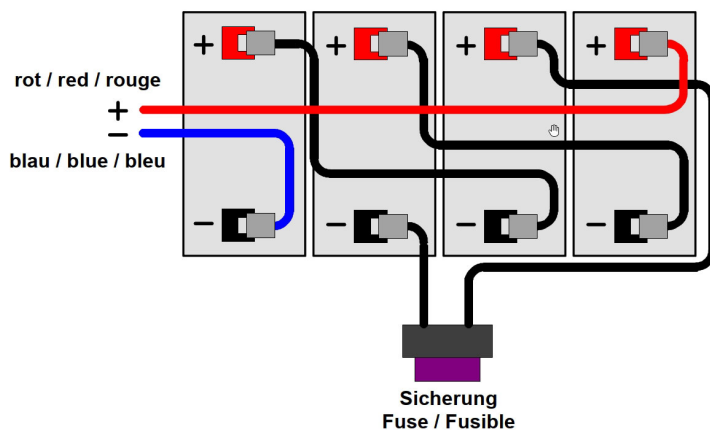 + + + +
rot / red / rouge
+
−
blau / blue / bleu
− − − −
Sicherung
Fuse / Fusible